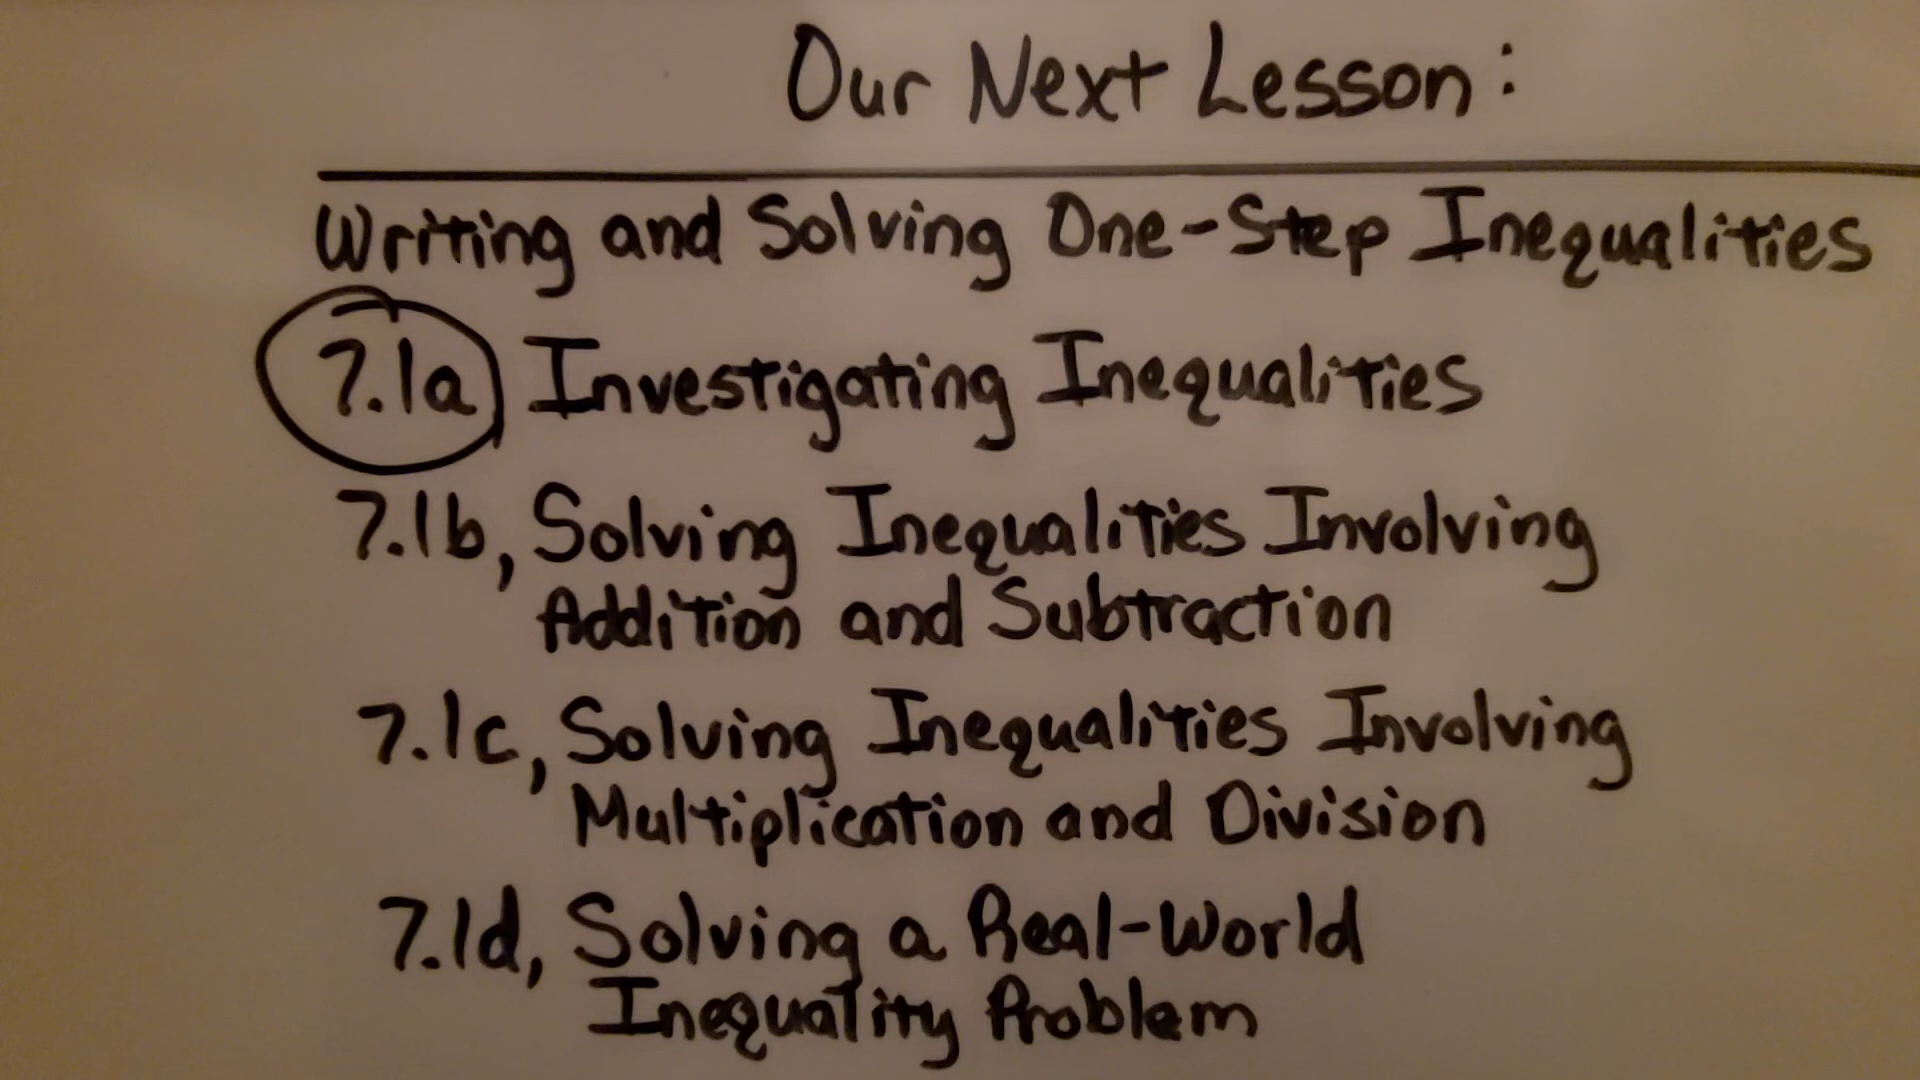 Our Next Lesson:
Writing and Solving One-Step Inequalities
7.1a, Investigating Inequalities
7.1b, Solving Inequalities Involving
Addition and Subtraction
7.1c, Solving Inequalities Involving
Multiplication and Division
7.1d, Solving a Real-World
Inequality Problem